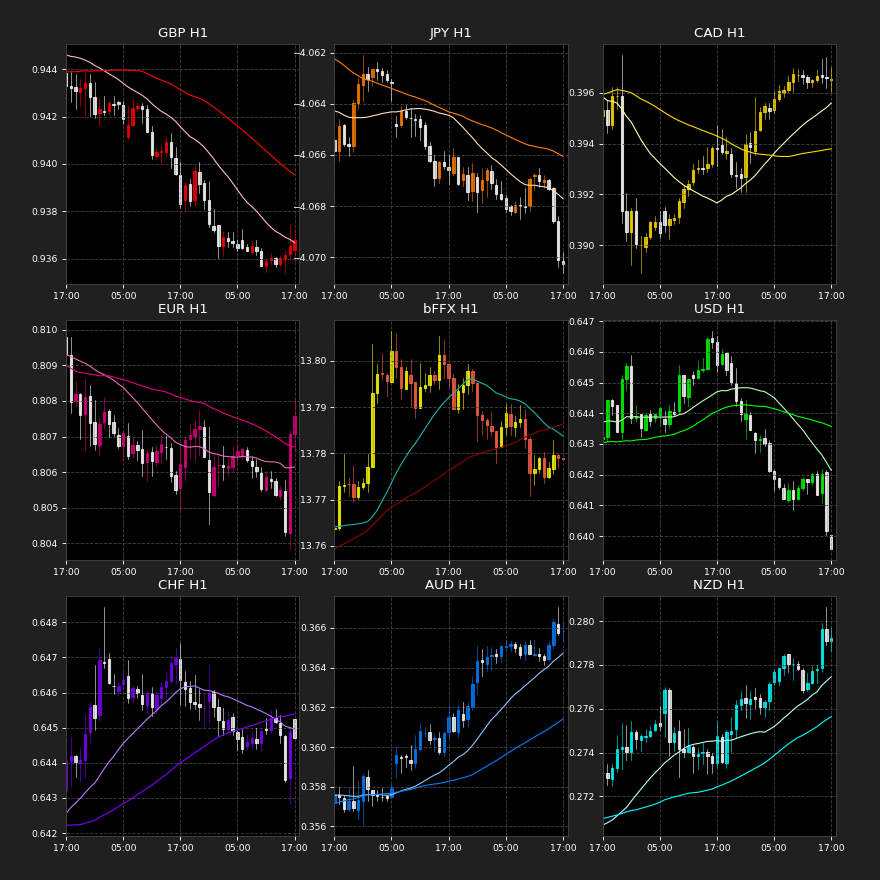 GBP H1
0.944
0.942
0.940
0.938
0.936
17:00 05:00 17:00 05:00 17:00
JPY H1
-4.062
-4.064
-4.066
-4.068
-4.070
17:00 05:00 17:00 05:00 17:00
CAD H1
0.396
0.394
0.392
0.390
17:00 05:00 17:00 05:00 17:00
EUR H1
0.810
0.809
0.808
0.807
0.806
0.805
0.804
17:00 05:00 17:00 05:00 17:00
bFFX H1
13.80
13.79
13.78
13.77
13.76
17:00 05:00 17:00 05:00 17:00
USD H1
0.647
0.646
0.645
0.644
0.643
0.642
0.641
0.640
17:00 05:00 17:00 05:00 17:00
CHF H1
0.648
0.647
0.646
0.645
0.644
0.643
0.642
17:00 05:00 17:00 05:00 17:00
AUD H1
0.366
0.364
0.362
0.360
0.358
0.356
17:00 05:00 17:00 05:00 17:00
NZD H1
0.280
0.278
0.276
0.274
0.272
17:00 05:00 17:00 05:00 17:00